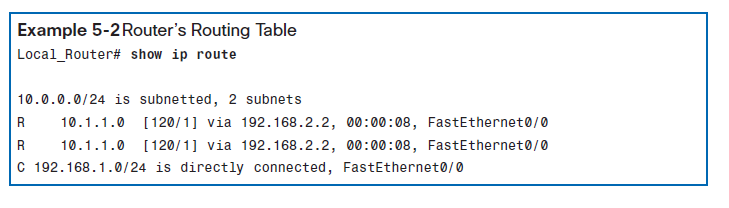 Example 5-2 Router's Routing Table
Local_Router# show ip route
10.0.0.0/24 is subnetted, 2 subnets
R 10.1.1.0 [120/1] via 192.168.2.2, 00:00:08, FastEthernet0/0
R 10.1.1.0 [120/1] via 192.168.2.2, 00:00:08, FastEthernet0/0
C 192.168.1.0/24 is directly connected, FastEthernet0/0